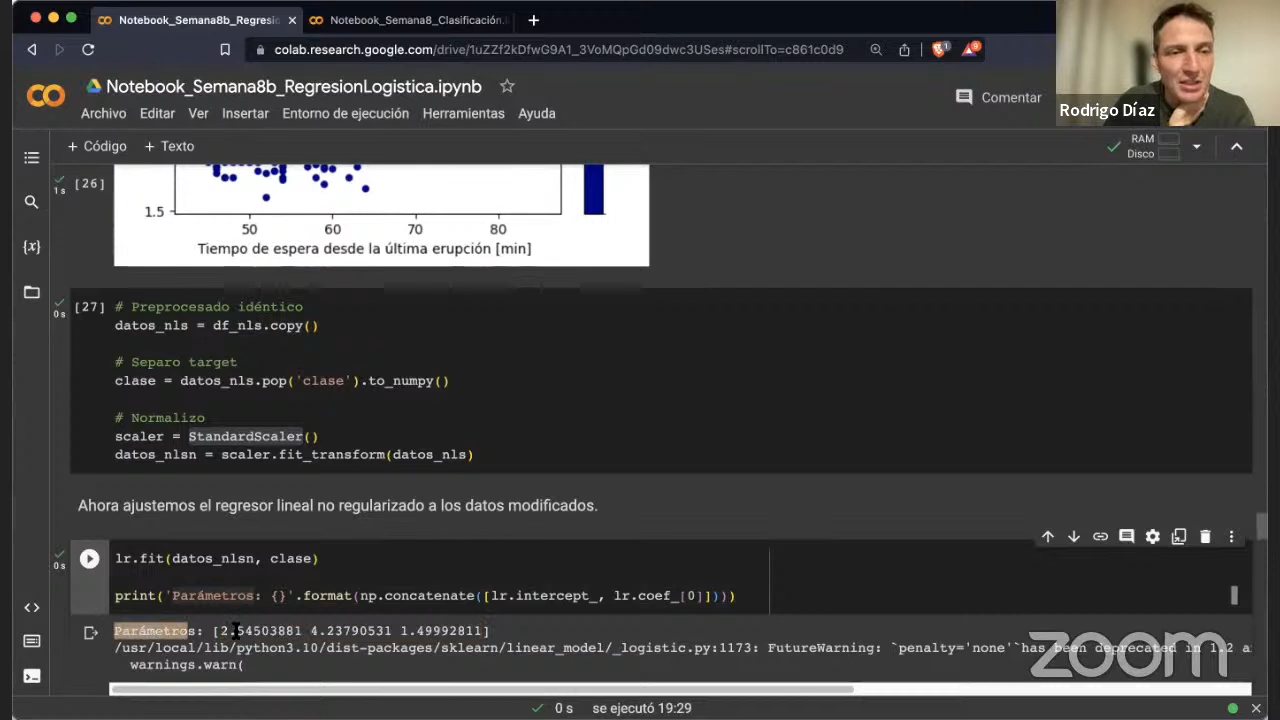 Notebook_Semana8b_Regresi
Notebook_Semana8_Clasificación.i
colab.research.google.com/drive/1uZZf2kDfwG9A1_3VoMQpGd09dwc3USes#scrollTo=c861c0d9
1
9
Notebook_Semana8b_RegresionLogistica.ipynb
Archivo Editar Ver Insertar Entorno de ejecución Herramientas Ayuda
Comentar
Rodrigo Díaz
+ Código + Texto
RAM
Disco
1 s
[26]
1.5
50 60 70 80
Tiempo de espera desde la última erupción [min]
0s
[27] # Preprocesado idéntico
datos_nls = df_nls.copy()
# Separo target
clase = datos_nls.pop('clase').to_numpy()
# Normalizo
scaler = StandardScaler()
datos_nlsn = scaler.fit_transform(datos_nls)
Ahora ajustemos el regresor lineal no regularizado a los datos modificados.
0s
lr.fit(datos_nlsn, clase)
print('Parámetros: {}'.format(np.concatenate([lr.intercept_, lr.coef_[0]])))
Parámetros: [2. 54503881 4.23790531 1.49992811]
/usr/local/lib/python3.10/dist-packages/sklearn/linear_model/_logistic.py:1173: FutureWarning: `penalty='none'`has been deprecated in 1.2 a
warnings.warn(
zoom
0 s se ejecutó 19:29